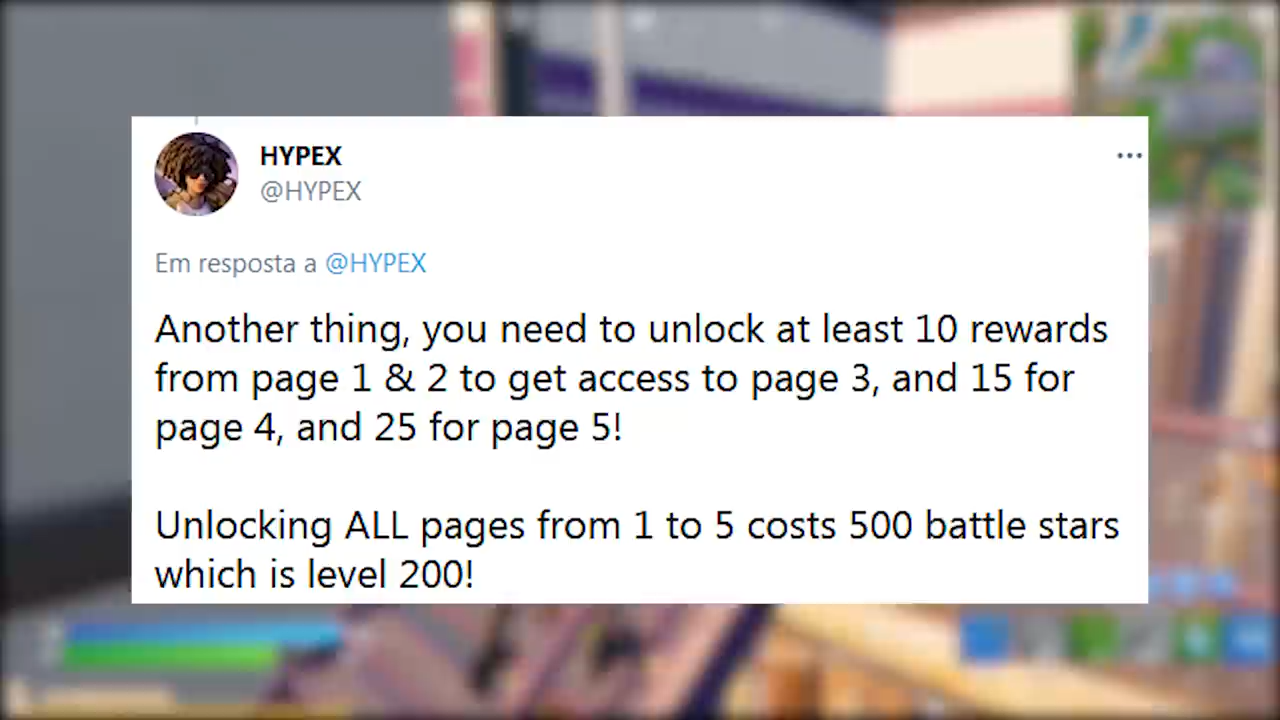 HYPEX
@HYPEX
Em resposta a @HYPEX
Another thing, you need to unlock at least 10 rewards
from page 1 & 2 to get access to page 3, and 15 for
page 4, and 25 for page 5!
Unlocking ALL pages from 1 to 5 costs 500 battle stars
which is level 200!